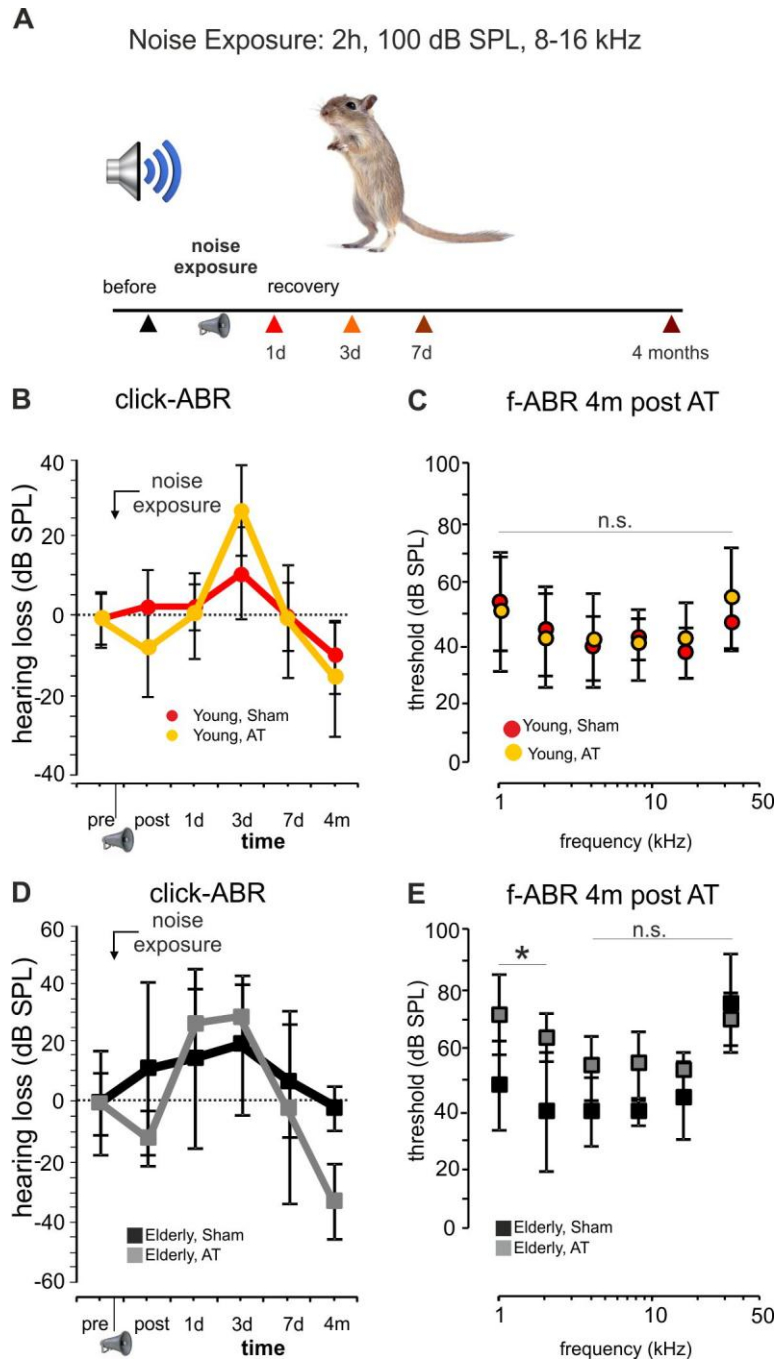 A
Noise Exposure: 2h, 100 dB SPL, 8-16 kHz
noise
exposure
before
recovery
1d
3d
7d
4 months
B
click-ABR
hearing loss (dB SPL)
40
20
0
-20
-40
noise
exposure
Young, Sham
Young, AT
pre
post
1d
3d
7d
4m
time
C
f-ABR 4m post AT
threshold (dB SPL)
100
80
60
40
20
0
n.s.
Young, Sham
Young, AT
1
10
50
frequency (kHz)
D
click-ABR
hearing loss (dB SPL)
60
40
20
0
-20
-40
-60
noise
exposure
Elderly, Sham
Elderly, AT
pre
post
1d
3d
7d
4m
time
E
f-ABR 4m post AT
threshold (dB SPL)
100
80
60
40
20
0
*
n.s.
Elderly, Sham
Elderly, AT
1
10
50
frequency (kHz)